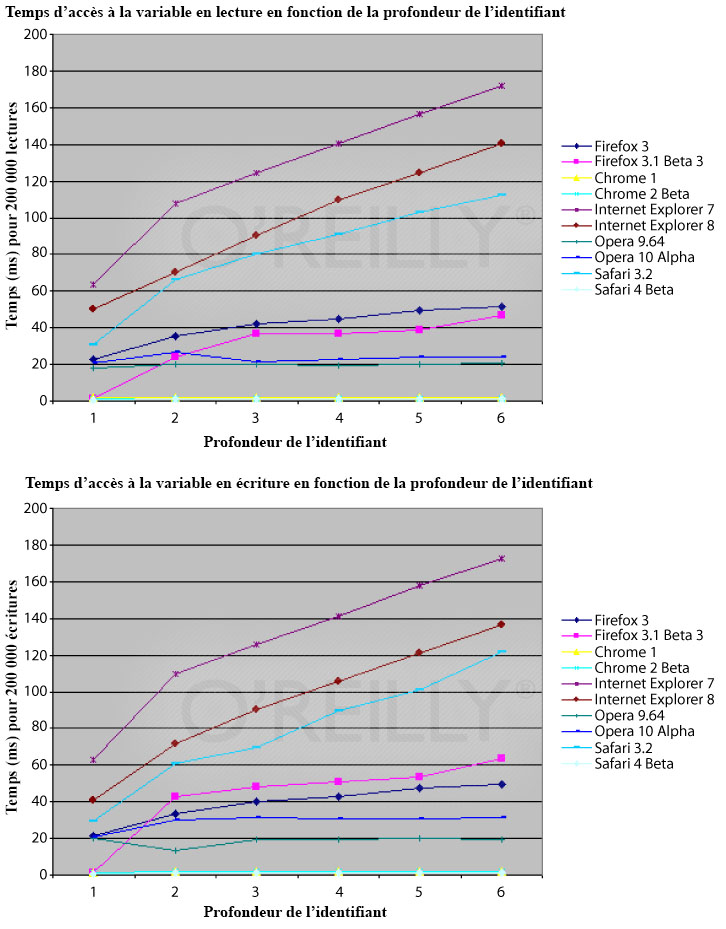 Temps d’accès à la variable en lecture en fonction de la profondeur de l’identifiant
Temps (ms) pour 200 000 lectures
200
180
160
140
120
100
80
60
40
20
0
1 2 3 4 5 6
Profondeur de l’identifiant
O'REILLY®
Firefox 3
Firefox 3.1 Beta 3
Chrome 1
Chrome 2 Beta
Internet Explorer 7
Internet Explorer 8
Opera 9.64
Opera 10 Alpha
Safari 3.2
Safari 4 Beta
Temps d’accès à la variable en écriture en fonction de la profondeur de l’identifiant
Temps (ms) pour 200 000 écritures
200
180
160
140
120
100
80
60
40
20
0
1 2 3 4 5 6
Profondeur de l’identifiant
O'REILLY®
Firefox 3
Firefox 3.1 Beta 3
Chrome 1
Chrome 2 Beta
Internet Explorer 7
Internet Explorer 8
Opera 9.64
Opera 10 Alpha
Safari 3.2
Safari 4 Beta